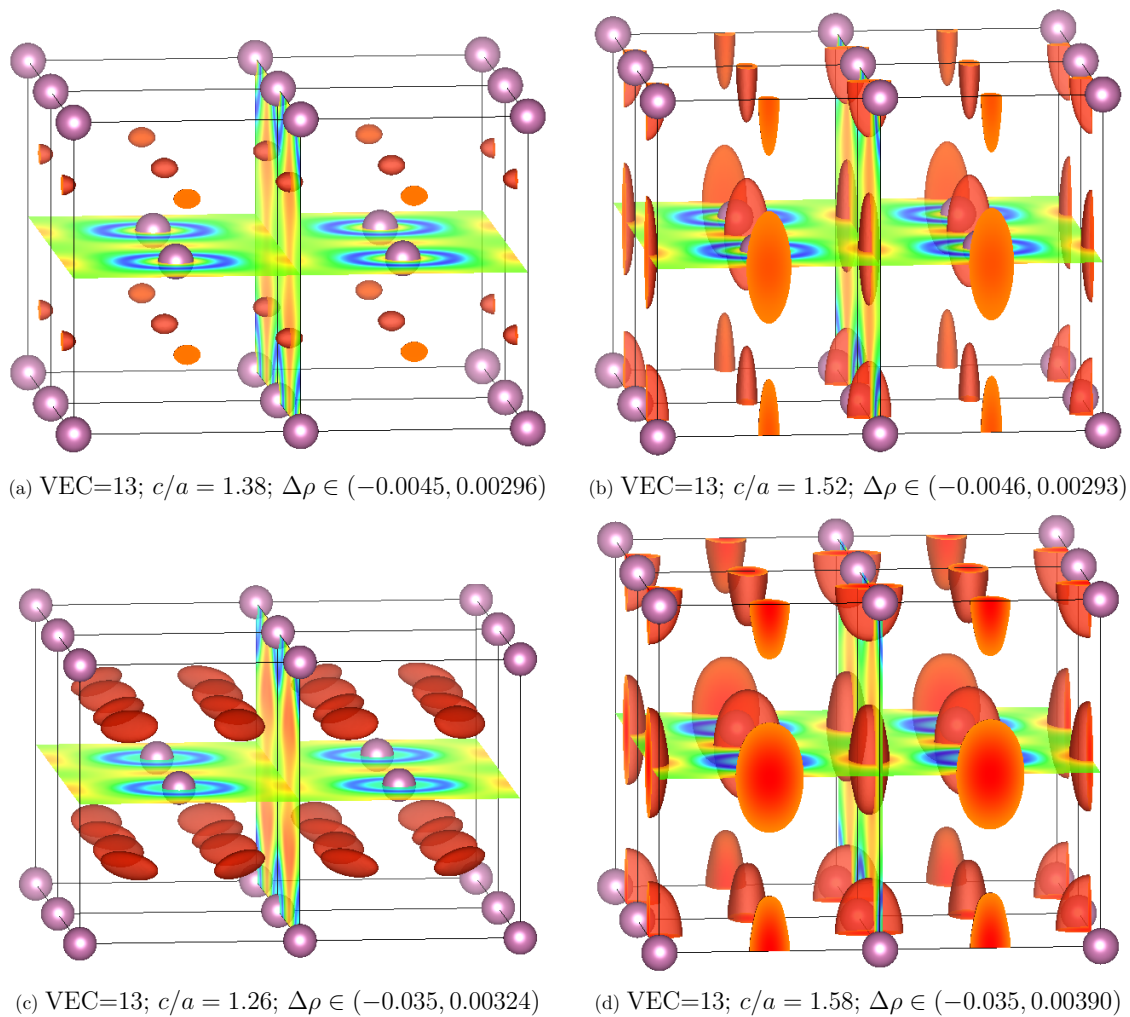 (a) VEC=13; c/a = 1.38; Δρ ∈ (−0.0045, 0.00296)
(b) VEC=13; c/a = 1.52; Δρ ∈ (−0.0046, 0.00293)
(c) VEC=13; c/a = 1.26; Δρ ∈ (−0.035, 0.00324)
(d) VEC=13; c/a = 1.58; Δρ ∈ (−0.035, 0.00390)